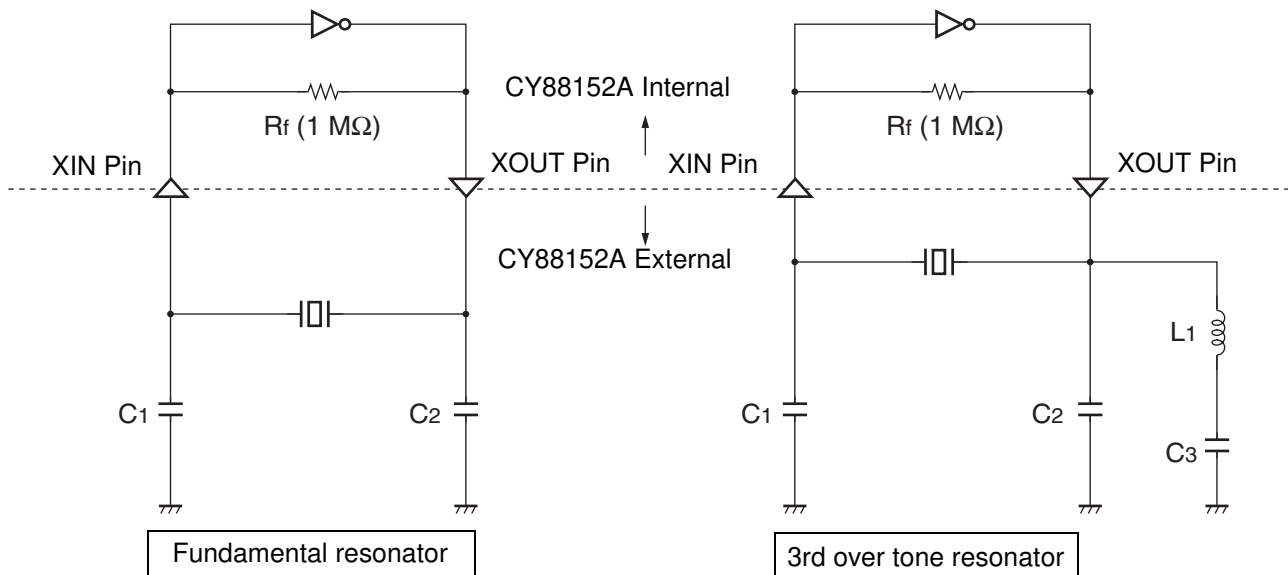 Rf (1 MΩ)
XIN Pin
XOUT Pin
C1
C2
Fundamental resonator
CY88152A Internal
CY88152A External
Rf (1 MΩ)
XIN Pin
XOUT Pin
L1
C1
C2
C3
3rd over tone resonator